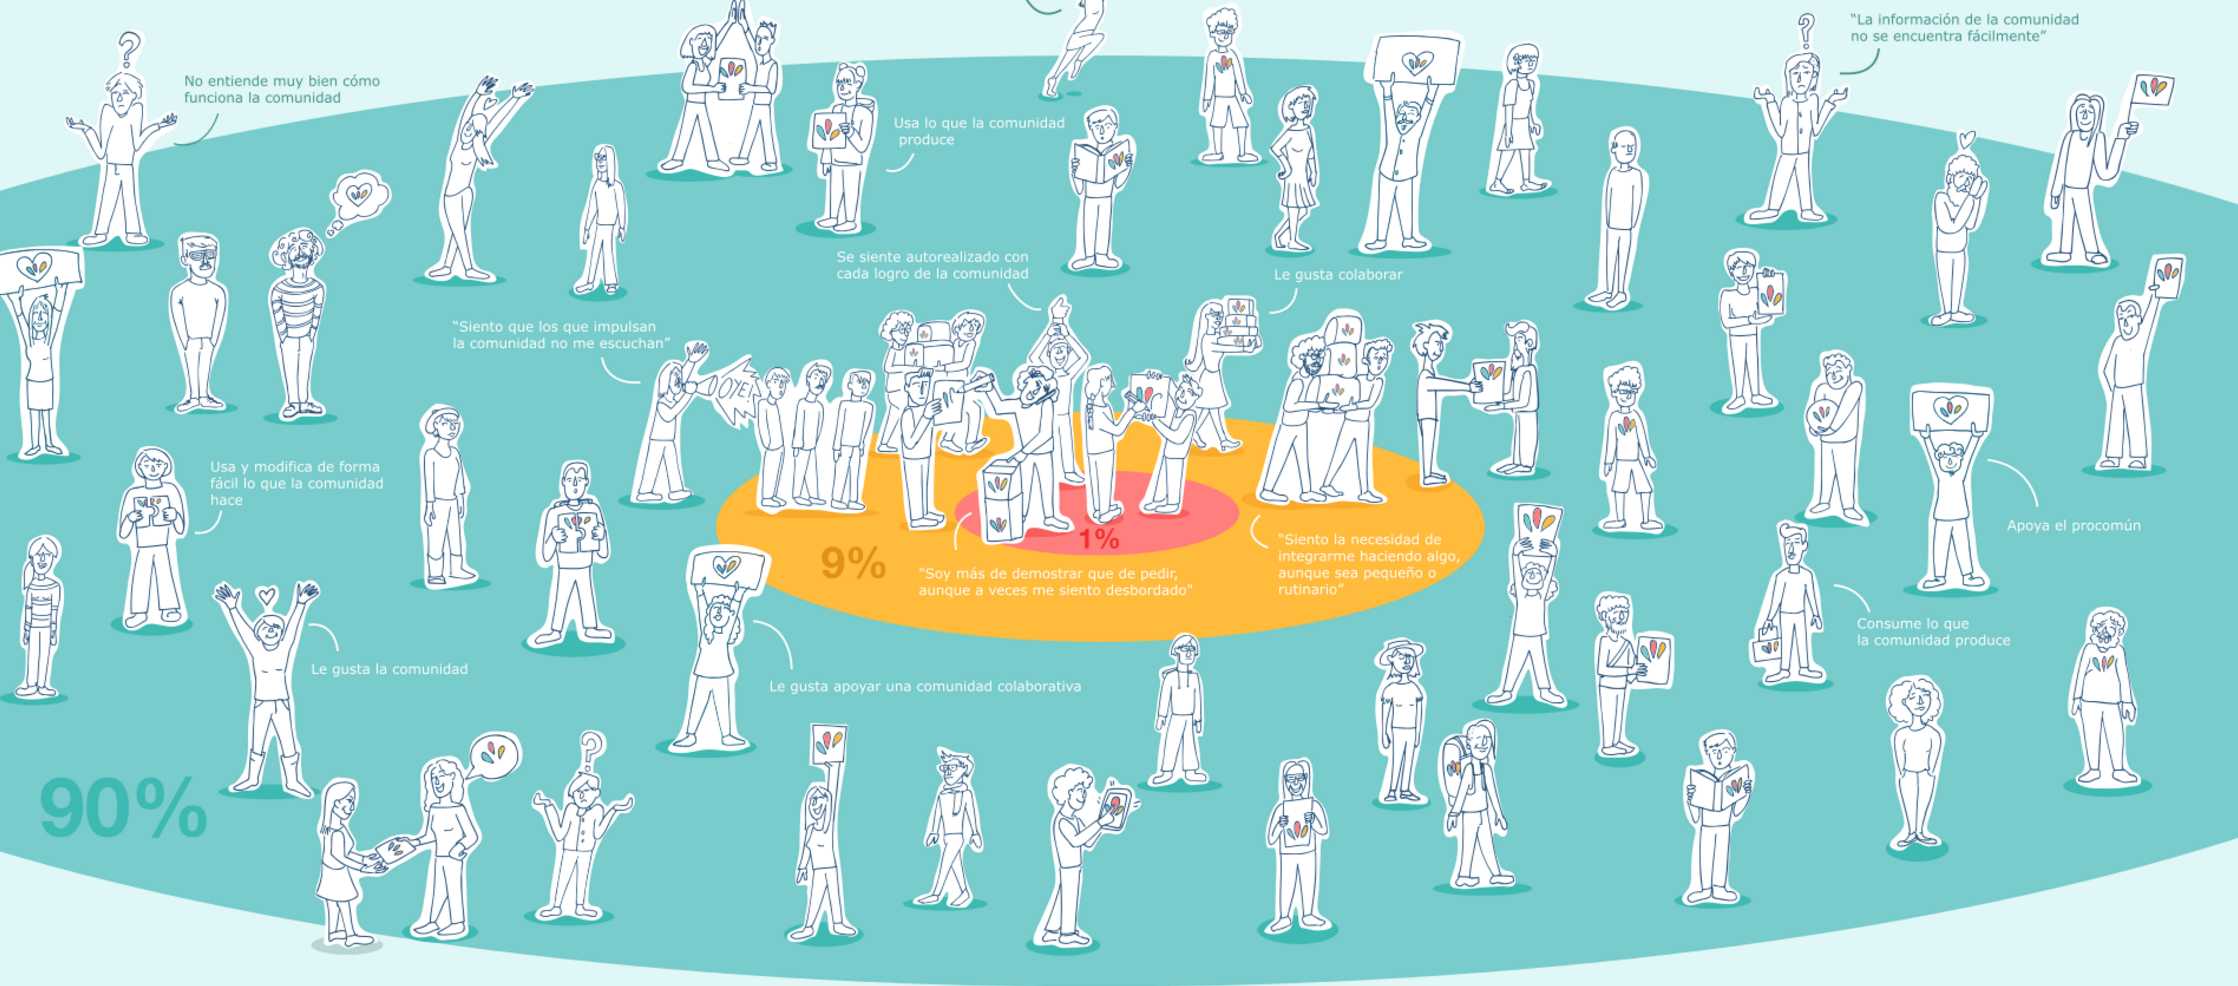 “La información de la comunidad
no se encuentra fácilmente”
No entiende muy bien cómo
funciona la comunidad
?
?
Usa lo que la comunidad
produce
Se siente autorealizado con
cada logro de la comunidad
Le gusta colaborar
“Siento que los que impulsan
la comunidad no me escuchan”
¡OYE!
Usa y modifica de forma
fácil lo que la comunidad
hace
Apoya el procomún
1%
9%
“Siento la necesidad de
integrarme haciendo algo,
aunque sea pequeño o
rutinario”
"Soy más de demostrar que de pedir,
aunque a veces me siento desbordado"
Consume lo que
la comunidad produce
Le gusta la comunidad
Le gusta apoyar una comunidad colaborativa
?
90%